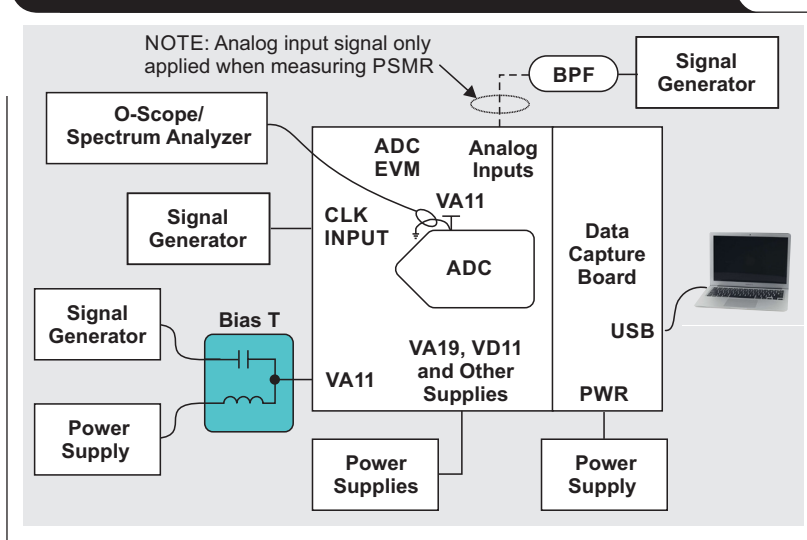 NOTE: Analog input signal only
applied when measuring PSMR
BPF
Signal
Generator
O-Scope/
Spectrum Analyzer
ADC
EVM
Analog
Inputs
VA11
Signal
Generator
CLK
INPUT
ADC
Data
Capture
Board
USB
Signal
Generator
Bias T
VA11
VA19, VD11
and Other
Supplies
PWR
Power
Supply
Power
Supplies
Power
Supply